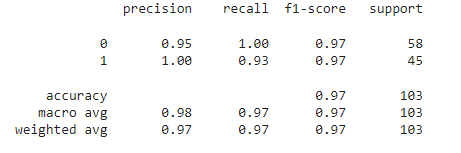 precision recall f1-score support
0 0.95 1.00 0.97 58
1 1.00 0.93 0.97 45
accuracy 0.97 103
macro avg 0.98 0.97 0.97 103
weighted avg 0.97 0.97 0.97 103